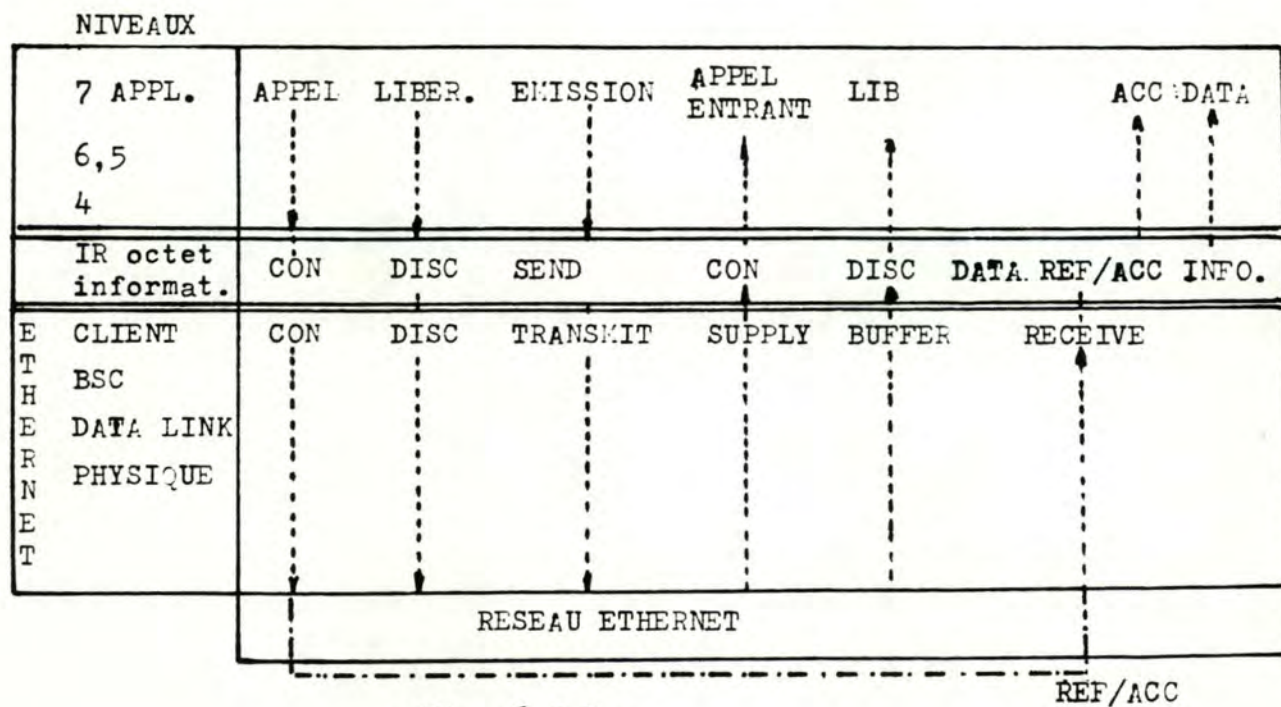 NIVEAUX
7 APPL. APPEL LIBER. EMISSION APPEL ENTRANT LIB ACC DATA
6,5
4
IR octet informat. CON DISC SEND CON DISC DATA. REF/ACC INFO.
ETHERNET
CLIENT CON DISC TRANSMIT SUPPLY BUFFER RECEIVE
BSC
DATA LINK
PHYSIQUE
RESEAU ETHERNET
REF/ACC